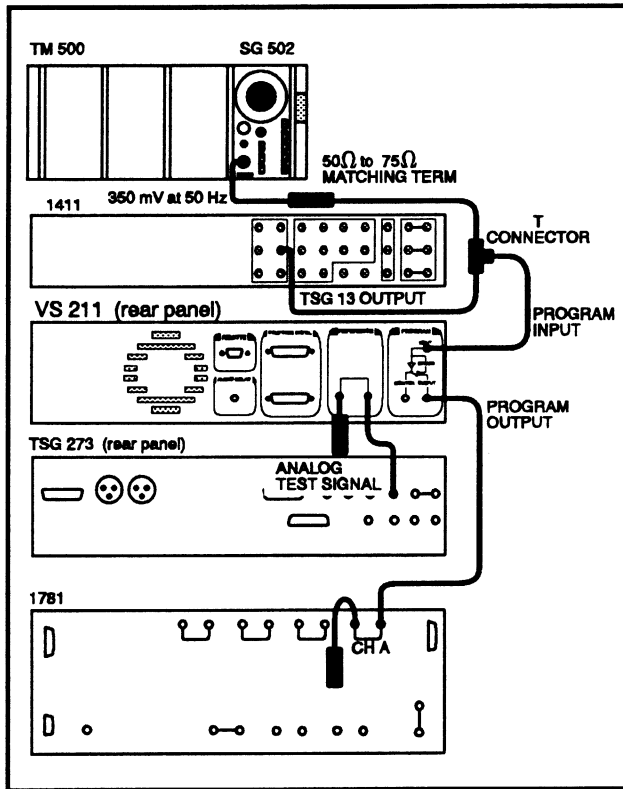 TM 500
SG 502
50Ω to 75Ω
MATCHING TERM
350 mV at 50 Hz
1411
T
CONNECTOR
TSG 13 OUTPUT
VS 211 (rear panel)
PROGRAM
INPUT
PROGRAM
OUTPUT
TSG 273 (rear panel)
ANALOG
TEST SIGNAL
1781
CH A